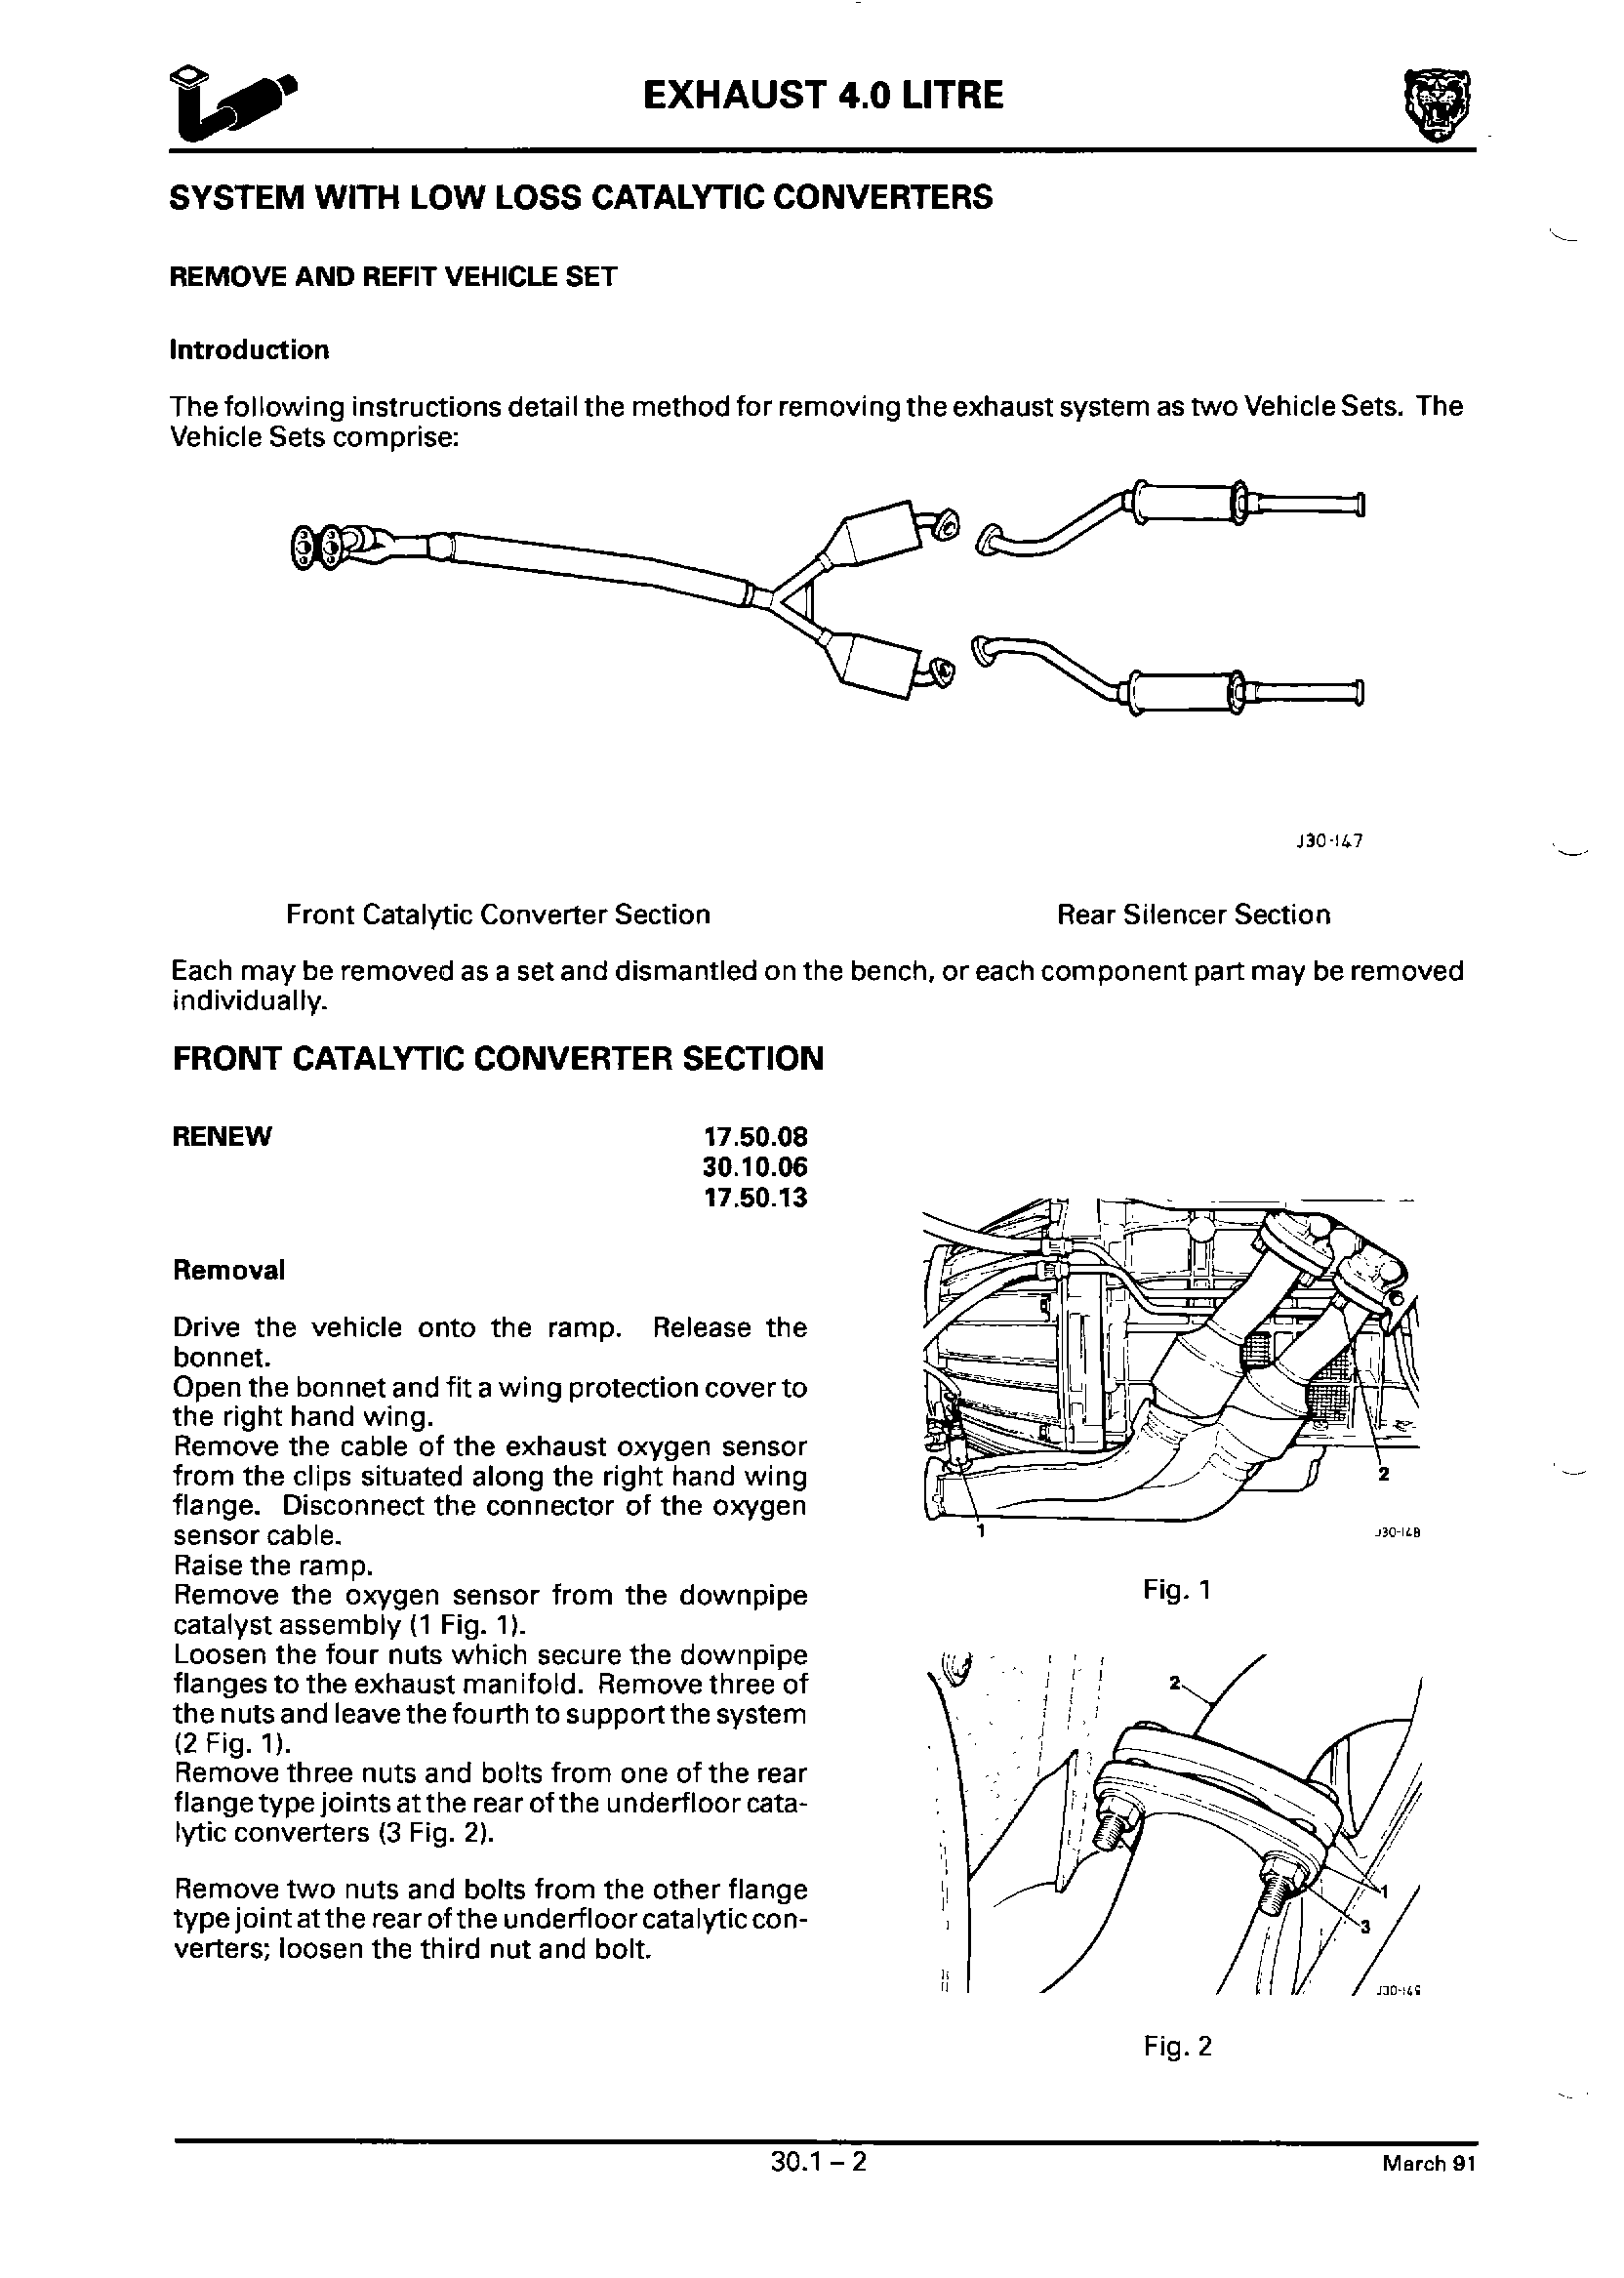 EXHAUST 4.0 LITRE
SYSTEM WITH LOW LOSS CATALYTIC CONVERTERS
REMOVE AND REFIT VEHICLE SET
Introduction
The following instructions detail the method for removing the exhaust system as two Vehicle Sets. The
Vehicle Sets comprise:
J30-147
Front Catalytic Converter Section
Rear Silencer Section
Each may be removed as a set and dismantled on the bench, or each component part may be removed
individually.
FRONT CATALYTIC CONVERTER SECTION
RENEW 17.50.08
30.10.06
17.50.13
Removal
Drive the vehicle onto the ramp. Release the
bonnet.
Open the bonnet and fit a wing protection cover to
the right hand wing.
Remove the cable of the exhaust oxygen sensor
from the clips situated along the right hand wing
flange. Disconnect the connector of the oxygen
sensor cable.
Raise the ramp.
Remove the oxygen sensor from the downpipe
catalyst assembly (1 Fig. 1).
Loosen the four nuts which secure the downpipe
flanges to the exhaust manifold. Remove three of
the nuts and leave the fourth to support the system
(2 Fig. 1).
Remove three nuts and bolts from one of the rear
flange type joints at the rear of the underfloor cata-
lytic converters (3 Fig. 2).
Remove two nuts and bolts from the other flange
type joint at the rear of the underfloor catalytic con-
verters; loosen the third nut and bolt.
2
1
J30-148
Fig. 1
2
1
3
J30-149
Fig. 2
30.1 – 2
March 91